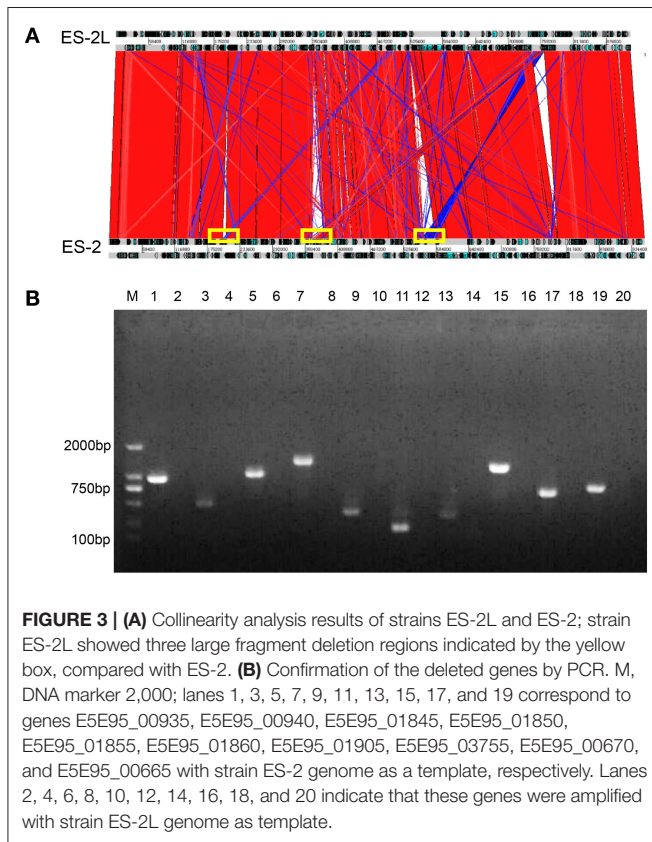 A
ES-2L
ES-2
B
M 1 2 3 4 5 6 7 8 9 10 11 12 13 14 15 16 17 18 19 20
2000bp
750bp
100bp
FIGURE 3 | (A) Collinearity analysis results of strains ES-2L and ES-2; strain
ES-2L showed three large fragment deletion regions indicated by the yellow
box, compared with ES-2. (B) Confirmation of the deleted genes by PCR. M,
DNA marker 2,000; lanes 1, 3, 5, 7, 9, 11, 13, 15, 17, and 19 correspond to
genes E5E95_00935, E5E95_00940, E5E95_01845, E5E95_01850,
E5E95_01855, E5E95_01860, E5E95_01905, E5E95_03755, E5E95_00670,
and E5E95_00665 with strain ES-2 genome as a template, respectively. Lanes
2, 4, 6, 8, 10, 12, 14, 16, 18, and 20 indicate that these genes were amplified
with strain ES-2L genome as template.